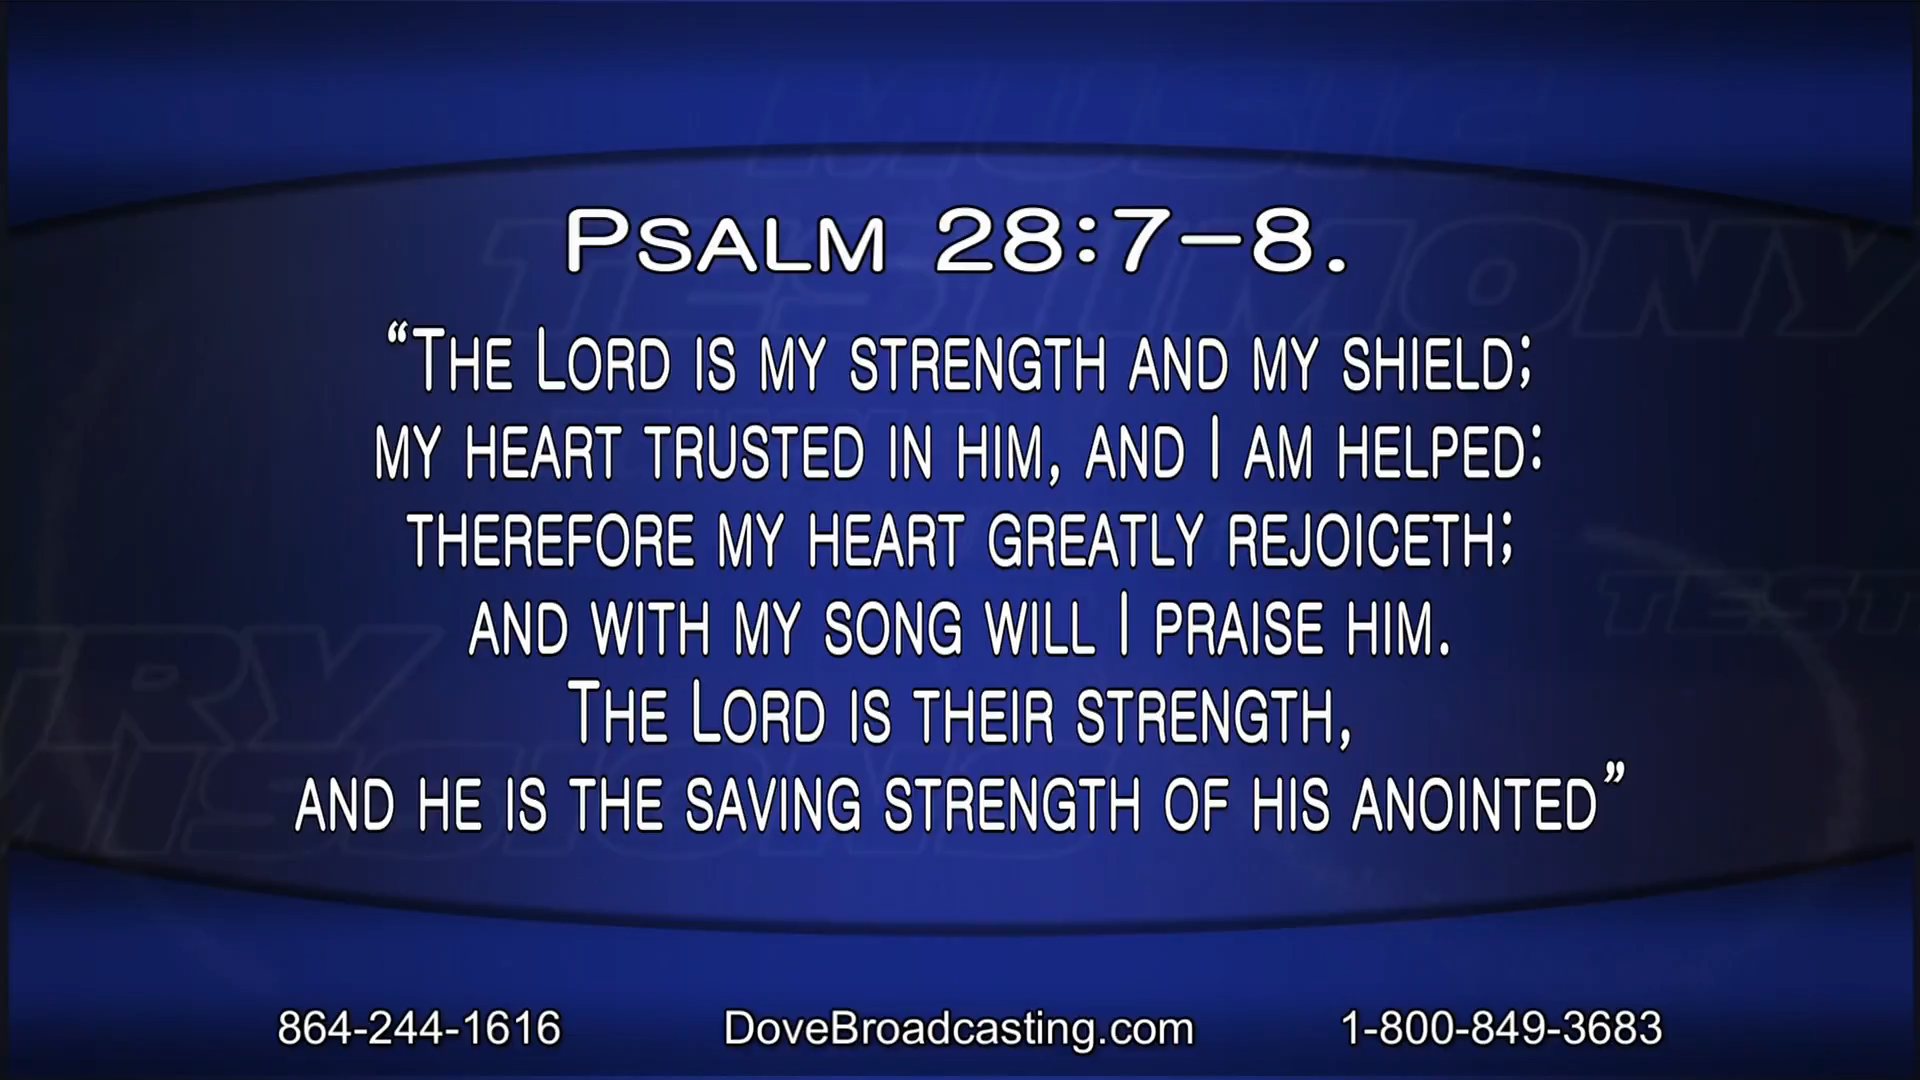 MUSIC
TESTIMONY
PSALM 28:7–8.
“THE LORD IS MY STRENGTH AND MY SHIELD;
MY HEART TRUSTED IN HIM, AND I AM HELPED:
THEREFORE MY HEART GREATLY REJOICETH;
AND WITH MY SONG WILL I PRAISE HIM.
THE LORD IS THEIR STRENGTH,
AND HE IS THE SAVING STRENGTH OF HIS ANOINTED”
864-244-1616
DoveBroadcasting.com
1-800-849-3683